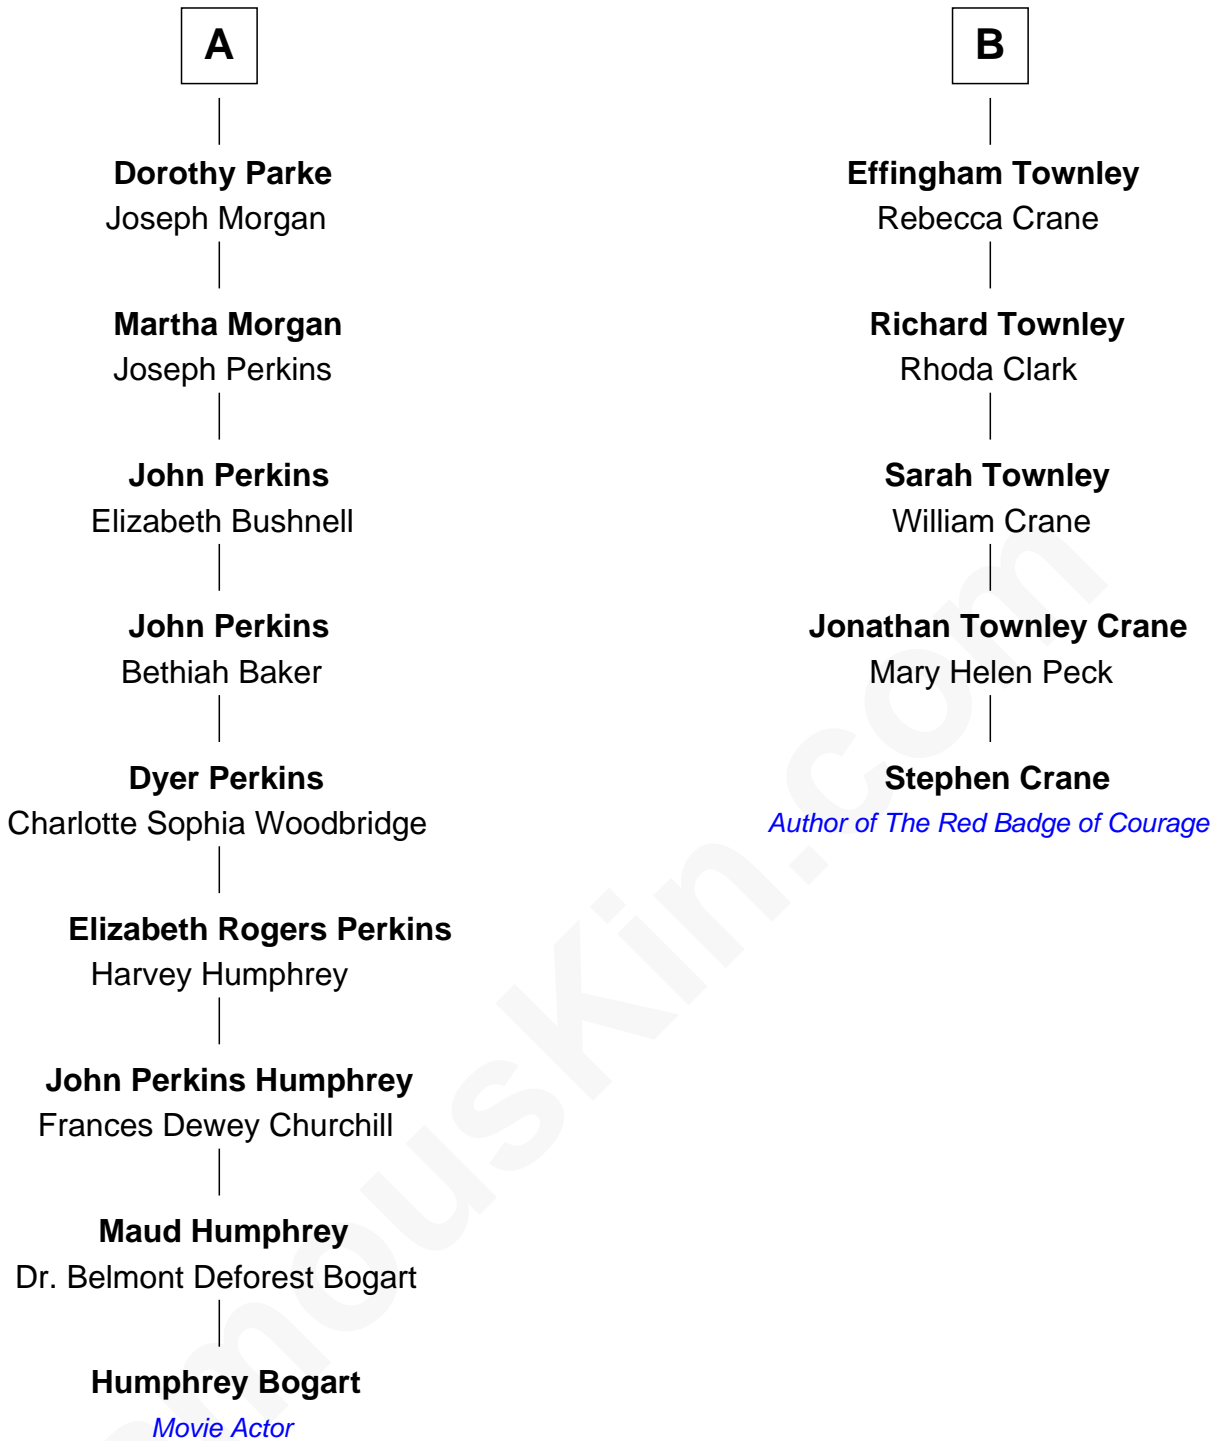 A
Dorothy Parke
Joseph Morgan
Martha Morgan
Joseph Perkins
John Perkins
Elizabeth Bushnell
John Perkins
Bethiah Baker
Dyer Perkins
Charlotte Sophia Woodbridge
Elizabeth Rogers Perkins
Harvey Humphrey
John Perkins Humphrey
Frances Dewey Churchill
Maud Humphrey
Dr. Belmont Deforest Bogart
Humphrey Bogart
Movie Actor
B
Effingham Townley
Rebecca Crane
Richard Townley
Rhoda Clark
Sarah Townley
William Crane
Jonathan Townley Crane
Mary Helen Peck
Stephen Crane
Author of The Red Badge of Courage
mousKin.com